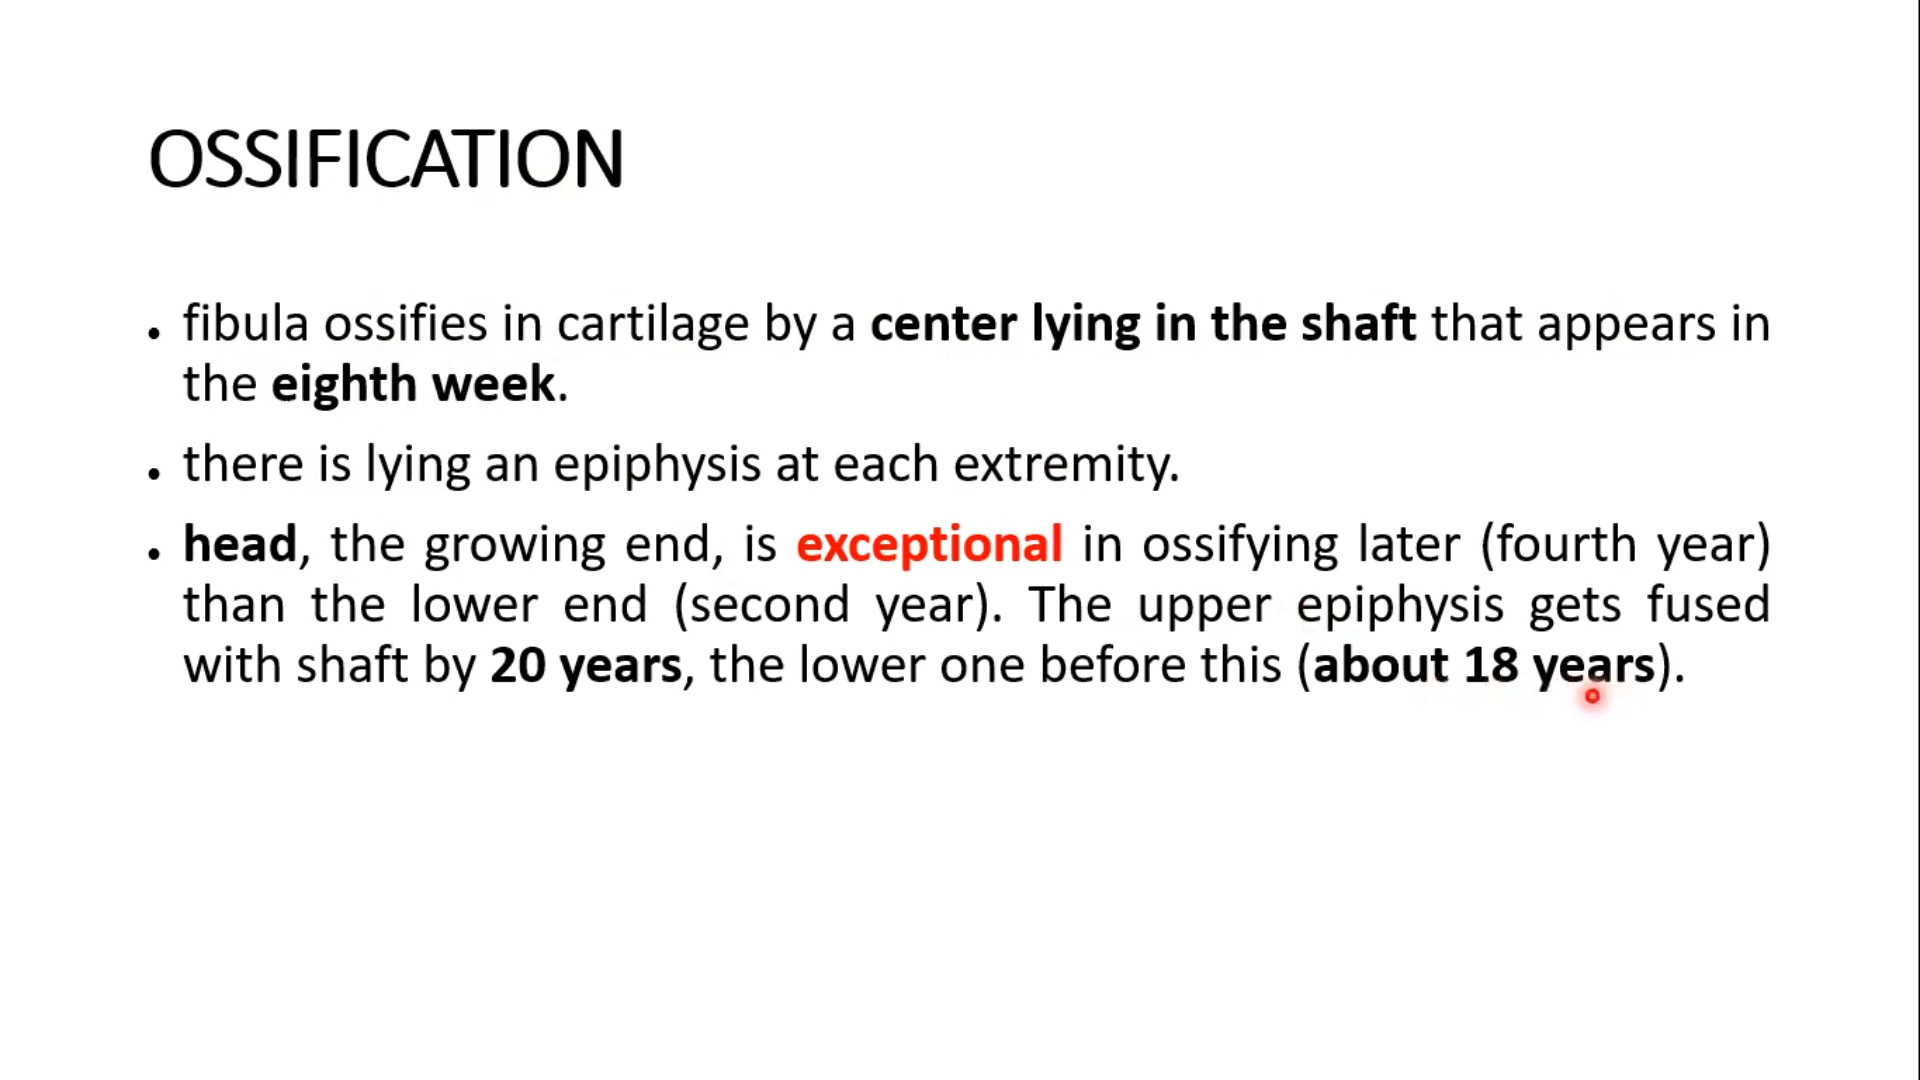 OSSIFICATION
• fibula ossifies in cartilage by a center lying in the shaft that appears in
the eighth week.
• there is lying an epiphysis at each extremity.
• head, the growing end, is exceptional in ossifying later (fourth year)
than the lower end (second year). The upper epiphysis gets fused
with shaft by 20 years, the lower one before this (about 18 years).